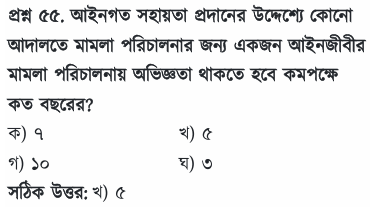 প্রশ্ন ৫৫. আইনগত সহায়তা প্রদানের উদ্দেশ্যে কোনো
আদালতে মামলা পরিচালনার জন্য একজন আইনজীবীর
মামলা পরিচালনায় অভিজ্ঞতা থাকতে হবে কমপক্ষে
কত বছরের?
ক) ৭ খ) ৫
গ) ১০ ঘ) ৩
সঠিক উত্তর: খ) ৫